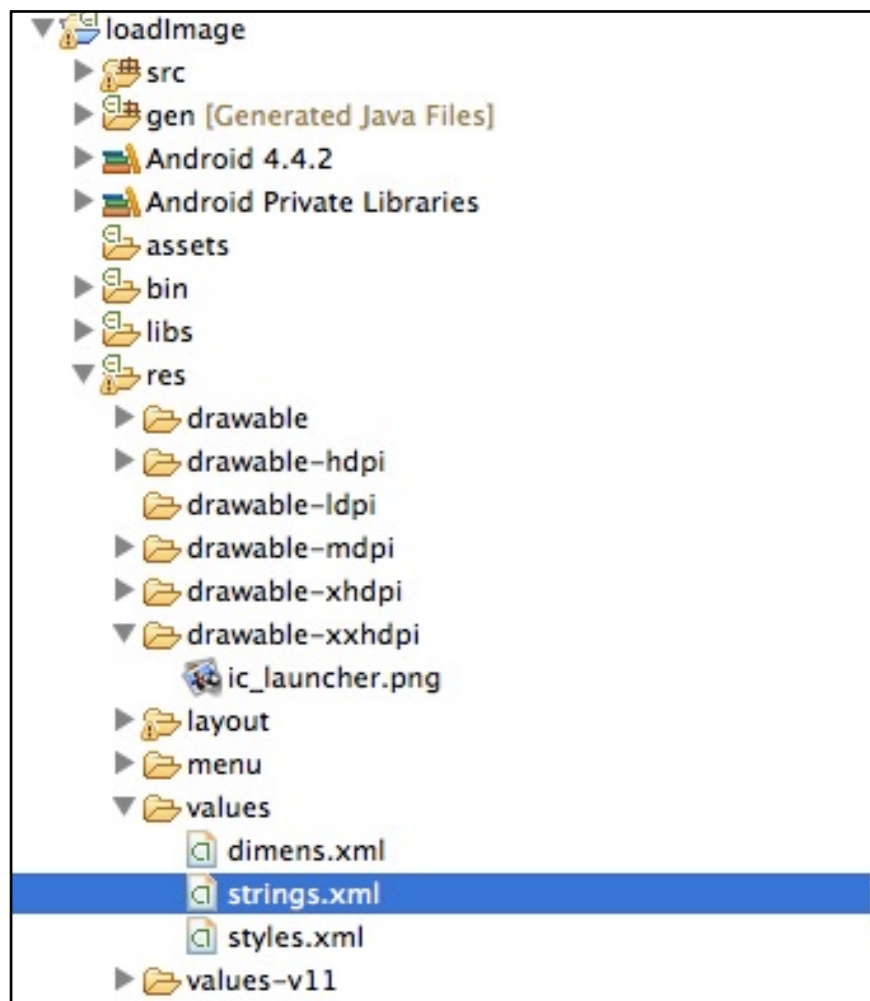 loadImage
src
gen [Generated Java Files]
Android 4.4.2
Android Private Libraries
assets
bin
libs
res
drawable
drawable-hdpi
drawable-ldpi
drawable-mdpi
drawable-xhdpi
drawable-xxhdpi
ic_launcher.png
layout
menu
values
dimens.xml
strings.xml
styles.xml
values-v11